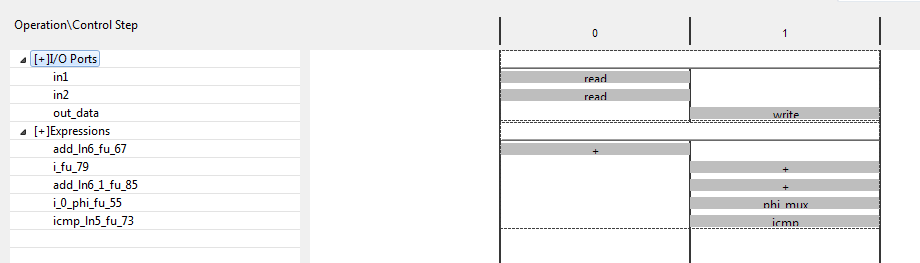 Operation\Control Step
0 1
[+]I/O Ports
in1 read
in2 read
out_data write
[+]Expressions
add_ln6_fu_67 +
i_fu_79 +
add_ln6_1_fu_85 +
i_0_phi_fu_55 phi_mux
icmp_ln5_fu_73 icmp